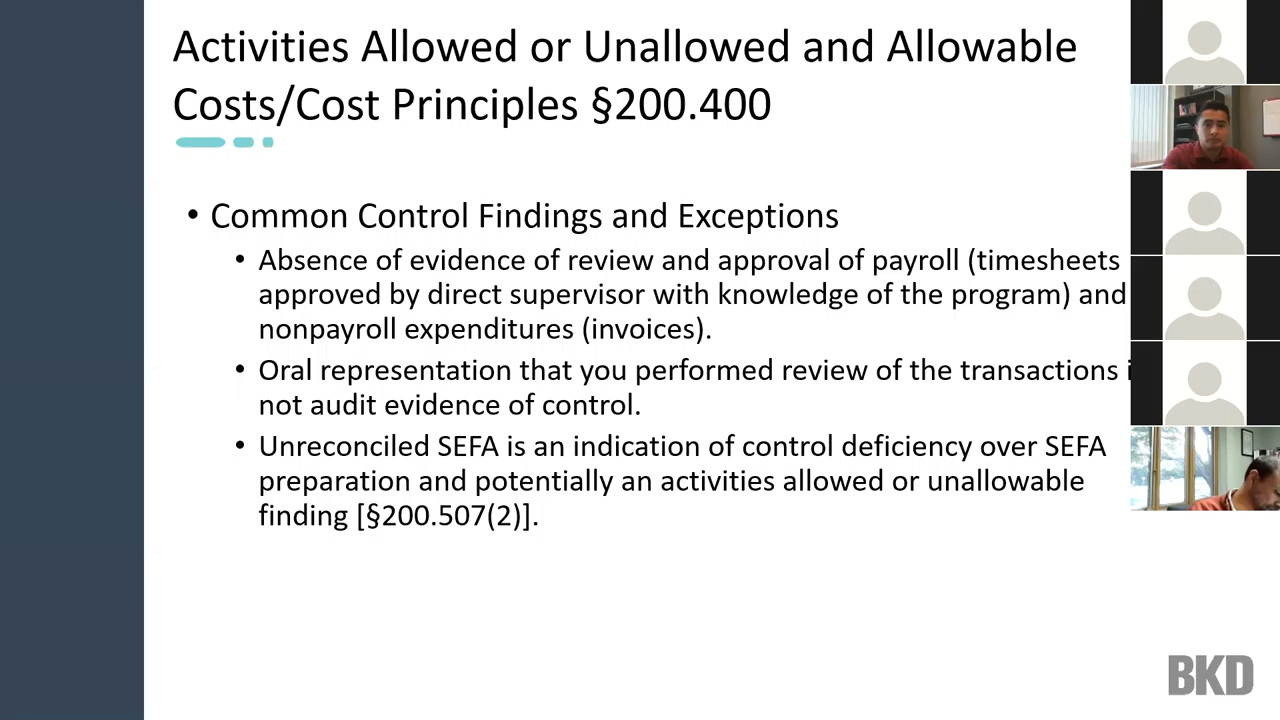 Activities Allowed or Unallowed and Allowable
Costs/Cost Principles §200.400
• Common Control Findings and Exceptions
• Absence of evidence of review and approval of payroll (timesheets
approved by direct supervisor with knowledge of the program) and
nonpayroll expenditures (invoices).
• Oral representation that you performed review of the transactions
not audit evidence of control.
• Unreconciled SEFA is an indication of control deficiency over SEFA
preparation and potentially an activities allowed or unallowable
finding [§200.507(2)].
BKD